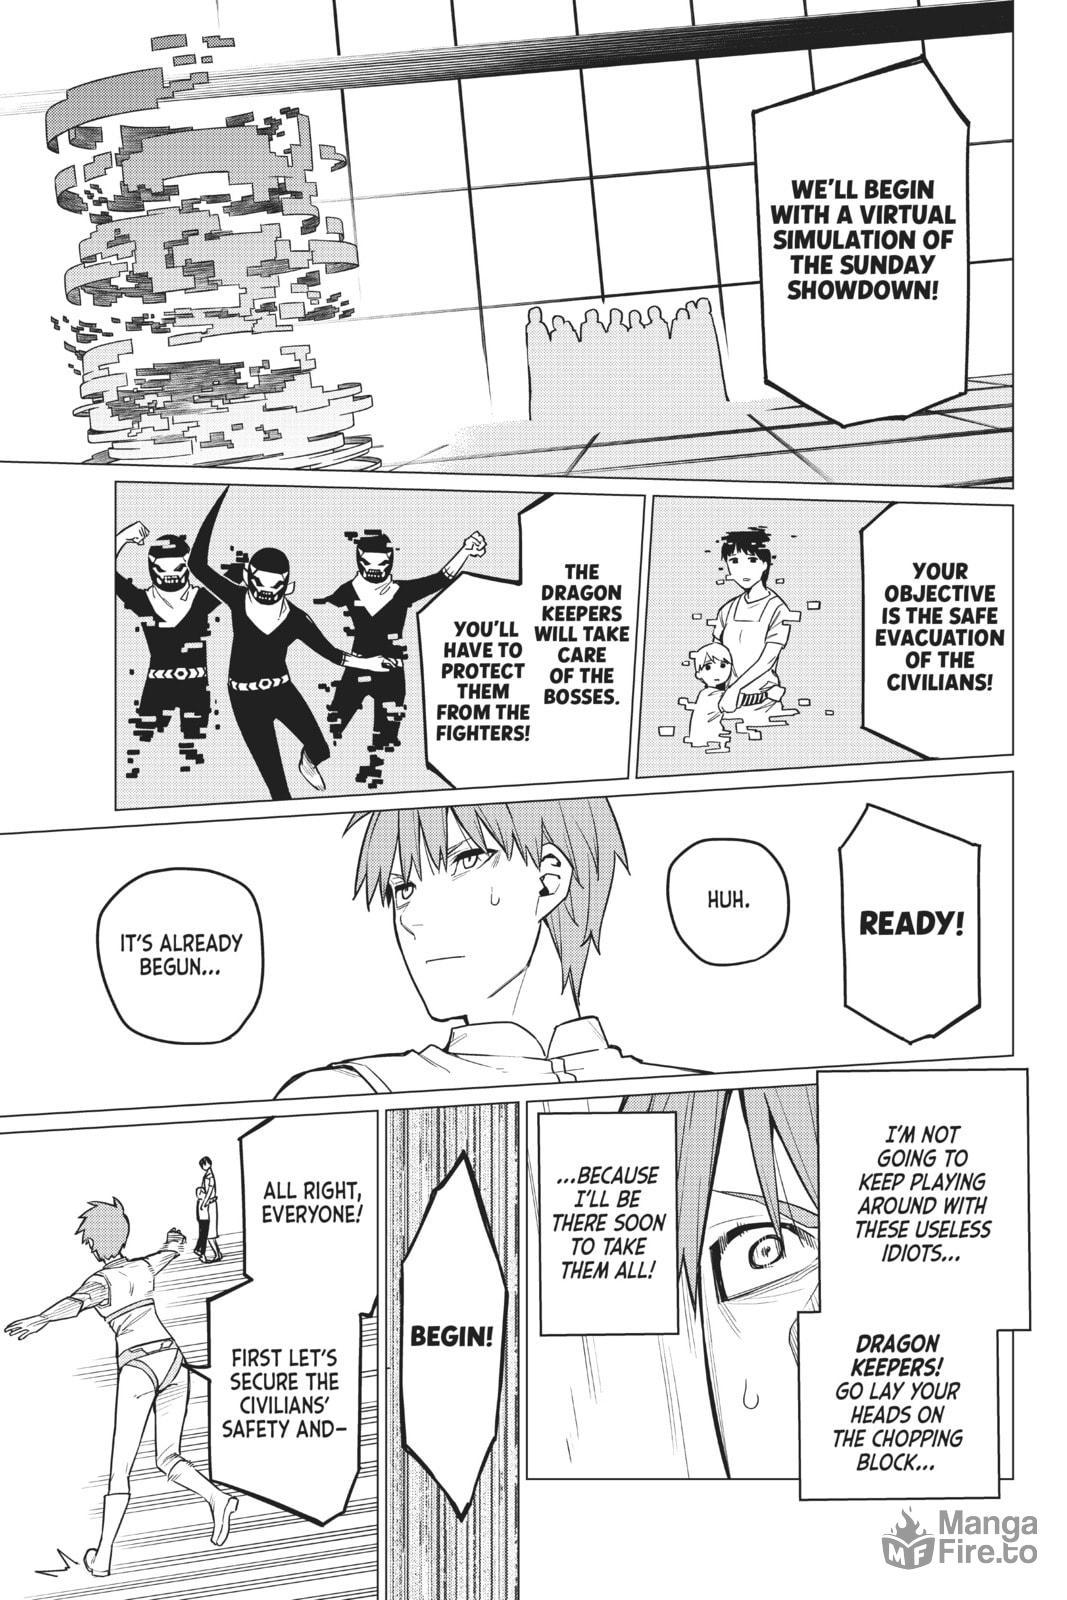 WE'LL BEGIN
WITH A VIRTUAL
SIMULATION OF
THE SUNDAY
SHOWDOWN!
YOUR
OBJECTIVE
IS THE SAFE
EVACUATION
OF THE
CIVILIANS!
THE
DRAGON
KEEPERS
WILL TAKE
CARE
OF THE
BOSSES.
YOU'LL
HAVE TO
PROTECT
THEM
FROM THE
FIGHTERS!
READY!
HUH.
IT'S ALREADY
BEGUN...
I'M NOT
GOING TO
KEEP PLAYING
AROUND WITH
THESE USELESS
IDIOTS...
DRAGON
KEEPERS!
GO LAY YOUR
HEADS ON
THE CHOPPING
BLOCK...
...BECAUSE
I'LL BE
THERE SOON
TO TAKE
THEM ALL!
BEGIN!
ALL RIGHT,
EVERYONE!
FIRST LET'S
SECURE THE
CIVILIANS'
SAFETY AND-
Manga
MF Fire.to